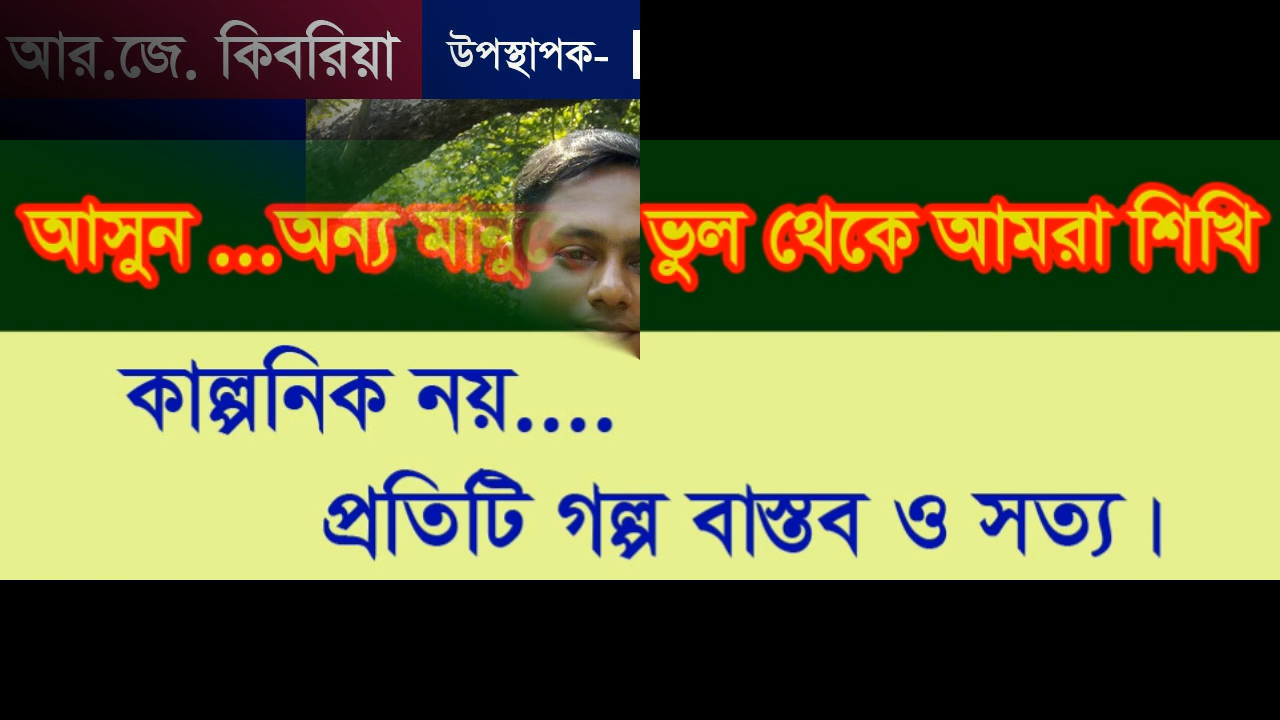 আর.জে. কিবরিয়া উপস্থাপক-
আসুন ...অন্য ভুল থেকে আমরা শিখি
কাল্পনিক নয়....
প্রতিটি গল্প বাস্তব ও সত্য।